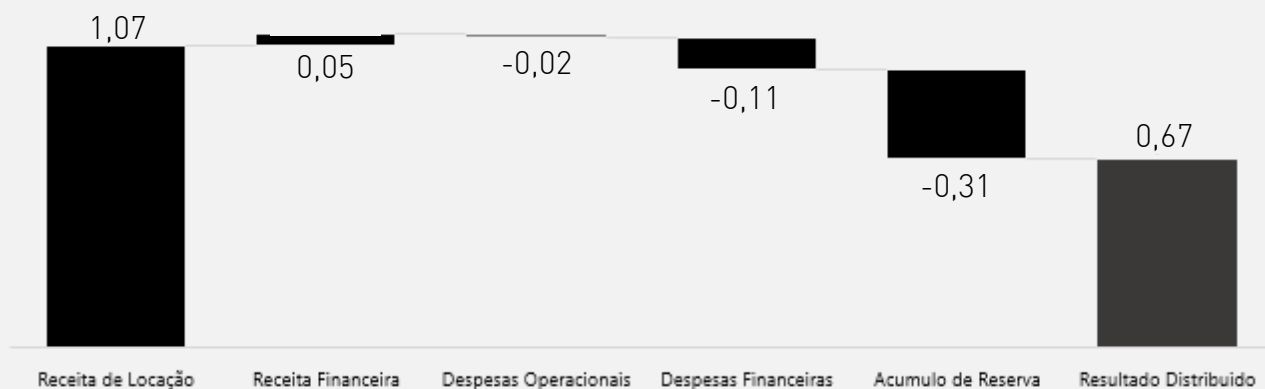 1,07
0,05
-0,02
-0,11
-0,31
0,67
Receita de Locação
Receita Financeira
Despesas Operacionais
Despesas Financeiras
Acumulo de Reserva
Resultado Distribuido